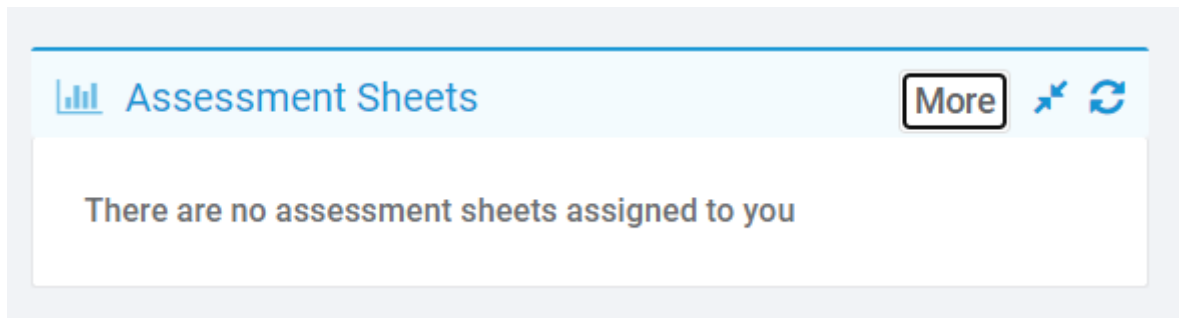 Assessment Sheets
More
There are no assessment sheets assigned to you